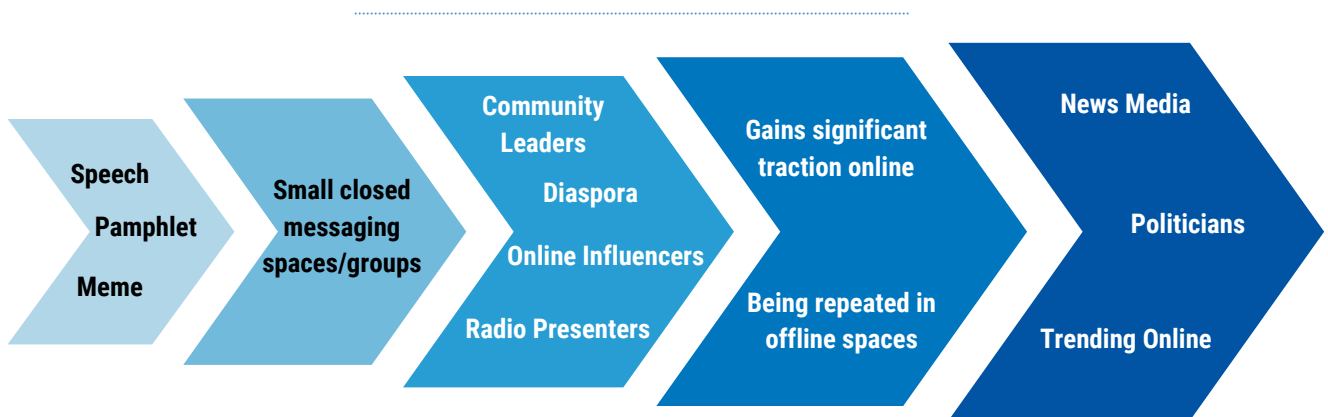 Speech
Pamphlet
Meme
Small closed
messaging
spaces/groups
Community
Leaders
Diaspora
Online Influencers
Radio Presenters
Gains significant
traction online
Being repeated in
offline spaces
News Media
Politicians
Trending Online